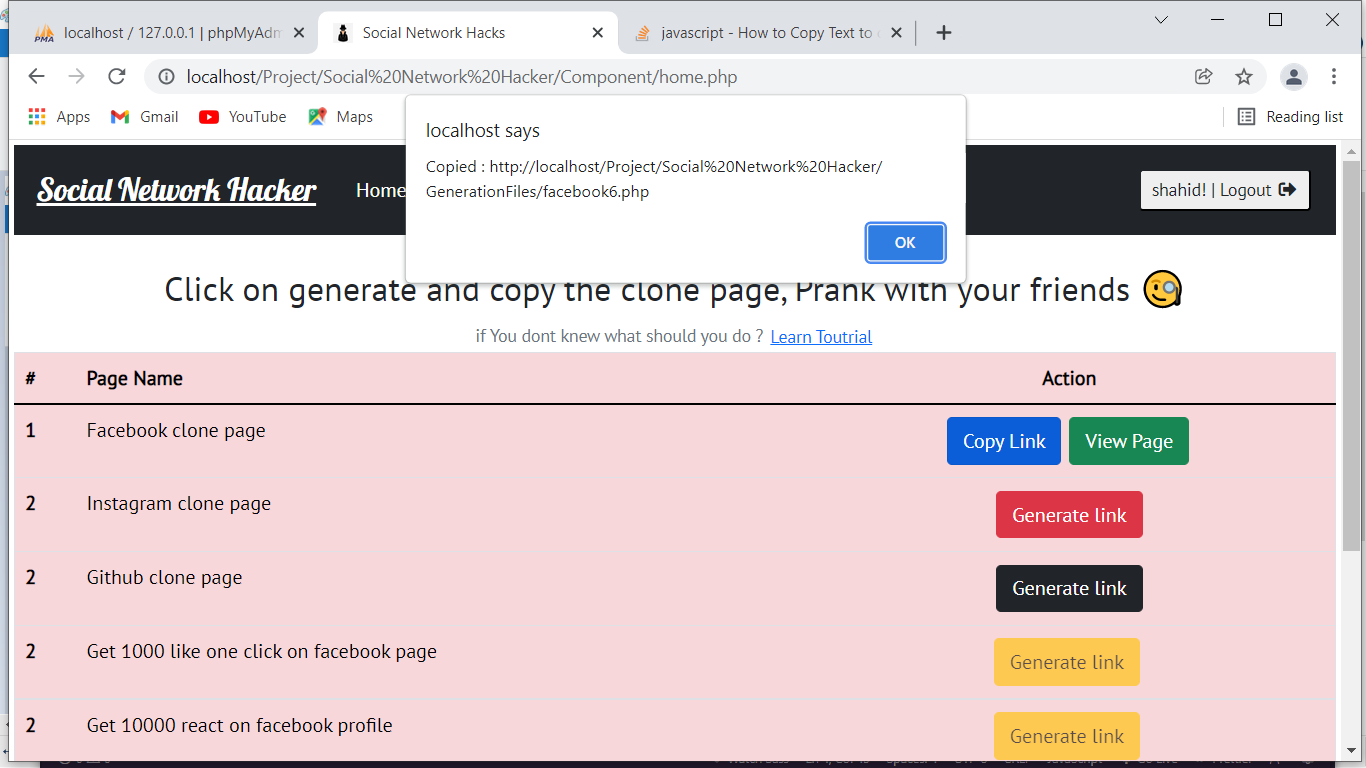 localhost / 127.0.0.1 | phpMyAdm
Social Network Hacks
javascript - How to Copy Text to
localhost/Project/Social%20Network%20Hacker/Component/home.php
Apps
Gmail
YouTube
Maps
Reading list
localhost says
Copied : http://localhost/Project/Social%20Network%20Hacker/
GenerationFiles/facebook6.php
OK
Social Network Hacker
Home
shahid! | Logout
Click on generate and copy the clone page, Prank with your friends
if You dont knew what should you do ? Learn Toutrial
# Page Name Action
1 Facebook clone page Copy Link View Page
2 Instagram clone page Generate link
2 Github clone page Generate link
2 Get 1000 like one click on facebook page Generate link
2 Get 10000 react on facebook profile Generate link